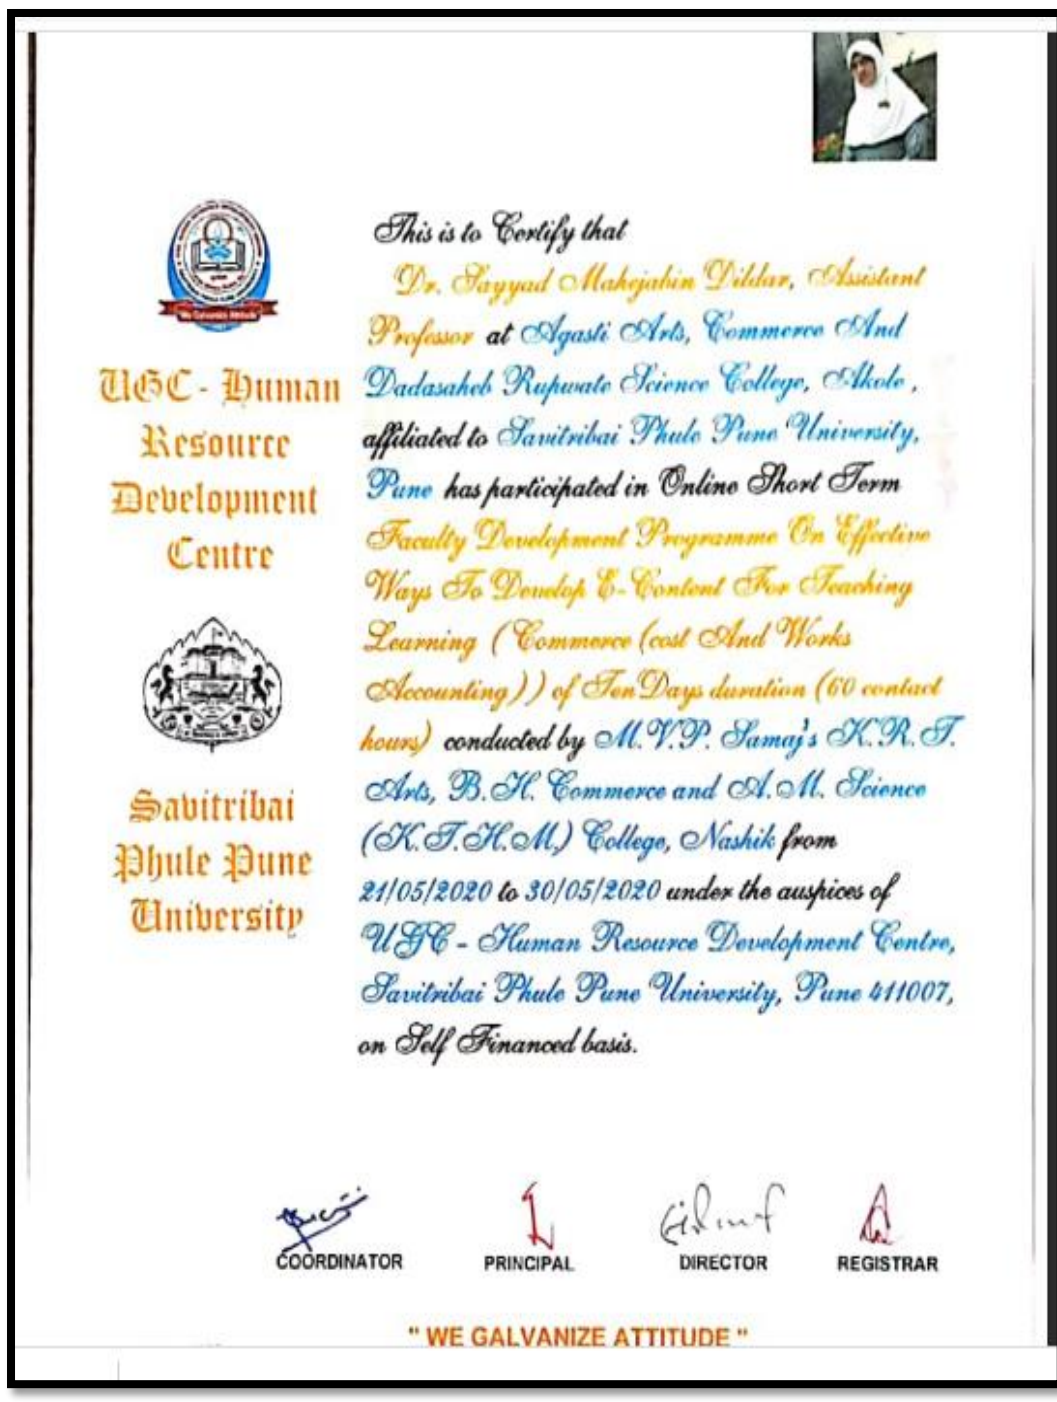 This is to Certify that
Dr. Sayyad Mahejabin Dildar, Assistant
Professor at Agasti Arts, Commerce And
Dadasaheb Rupwate Science College, Akole ,
affiliated to Savitribai Phule Pune University,
Pune has participated in Online Short Term
Faculty Development Programme On Effective
Ways To Develop E-Content For Teaching
Learning ( Commerce (cost And Works
Accounting ) ) of Ten Days duration (60 contact
hours) conducted by M.V.P. Samaj's K.R.T.
Arts, B.H. Commerce and A.M. Science
(K.T.H.M.) College, Nashik from
21/05/2020 to 30/05/2020 under the auspices of
UGC - Human Resource Development Centre,
Savitribai Phule Pune University, Pune 411007,
on Self Financed basis.
"We Galvanize Attitude"
UGC - Human
Resource
Development
Centre
Savitribai
Phule Pune
University
COORDINATOR
PRINCIPAL
DIRECTOR
REGISTRAR
" WE GALVANIZE ATTITUDE "